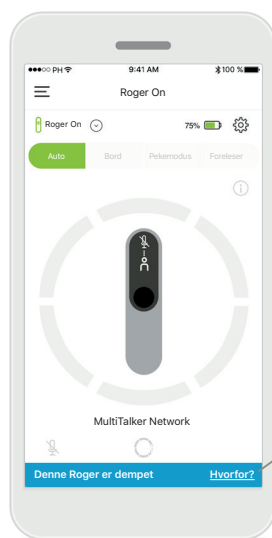 PH 9:41 AM 100 %
Roger On
Roger On 75%
Auto Bord Pekemodus Foreleser
on
MultiTalker Network
Denne Roger er dempet Hvorfor?